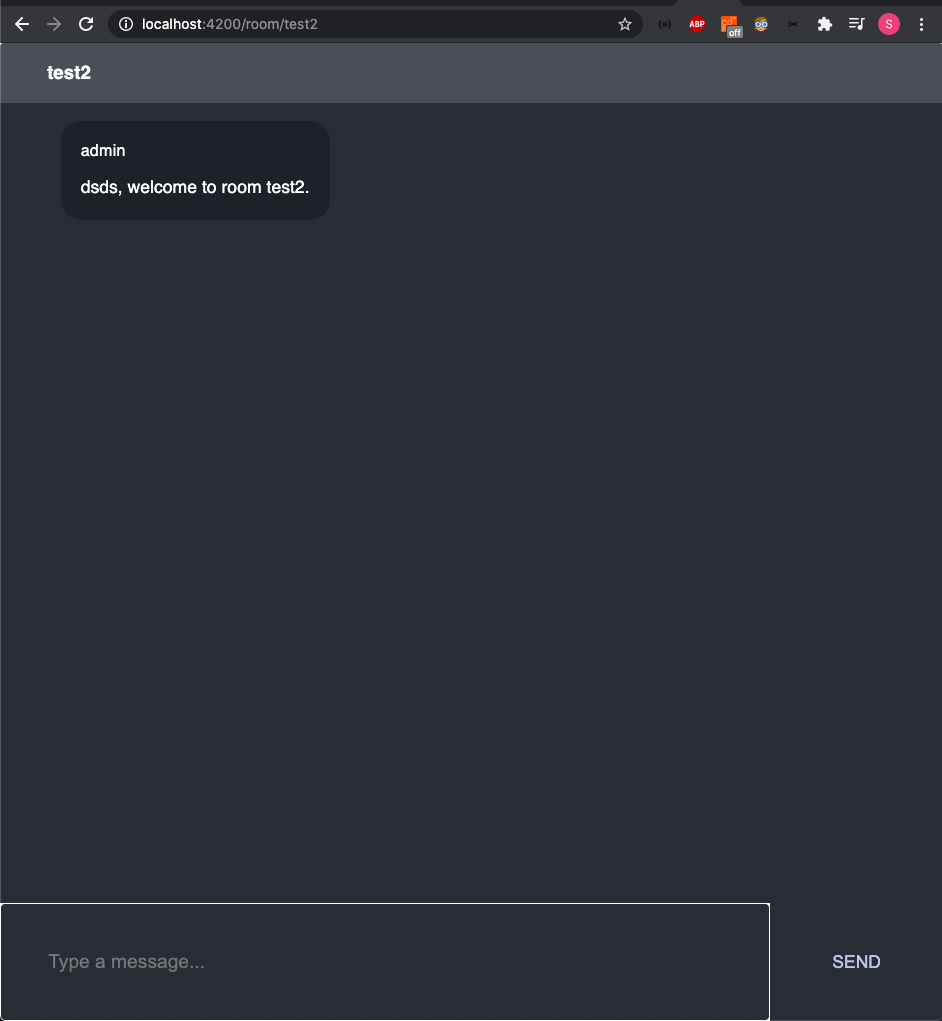 localhost:4200/room/test2
ABP
off
S
test2
admin
dsds, welcome to room test2.
Type a message...
SEND